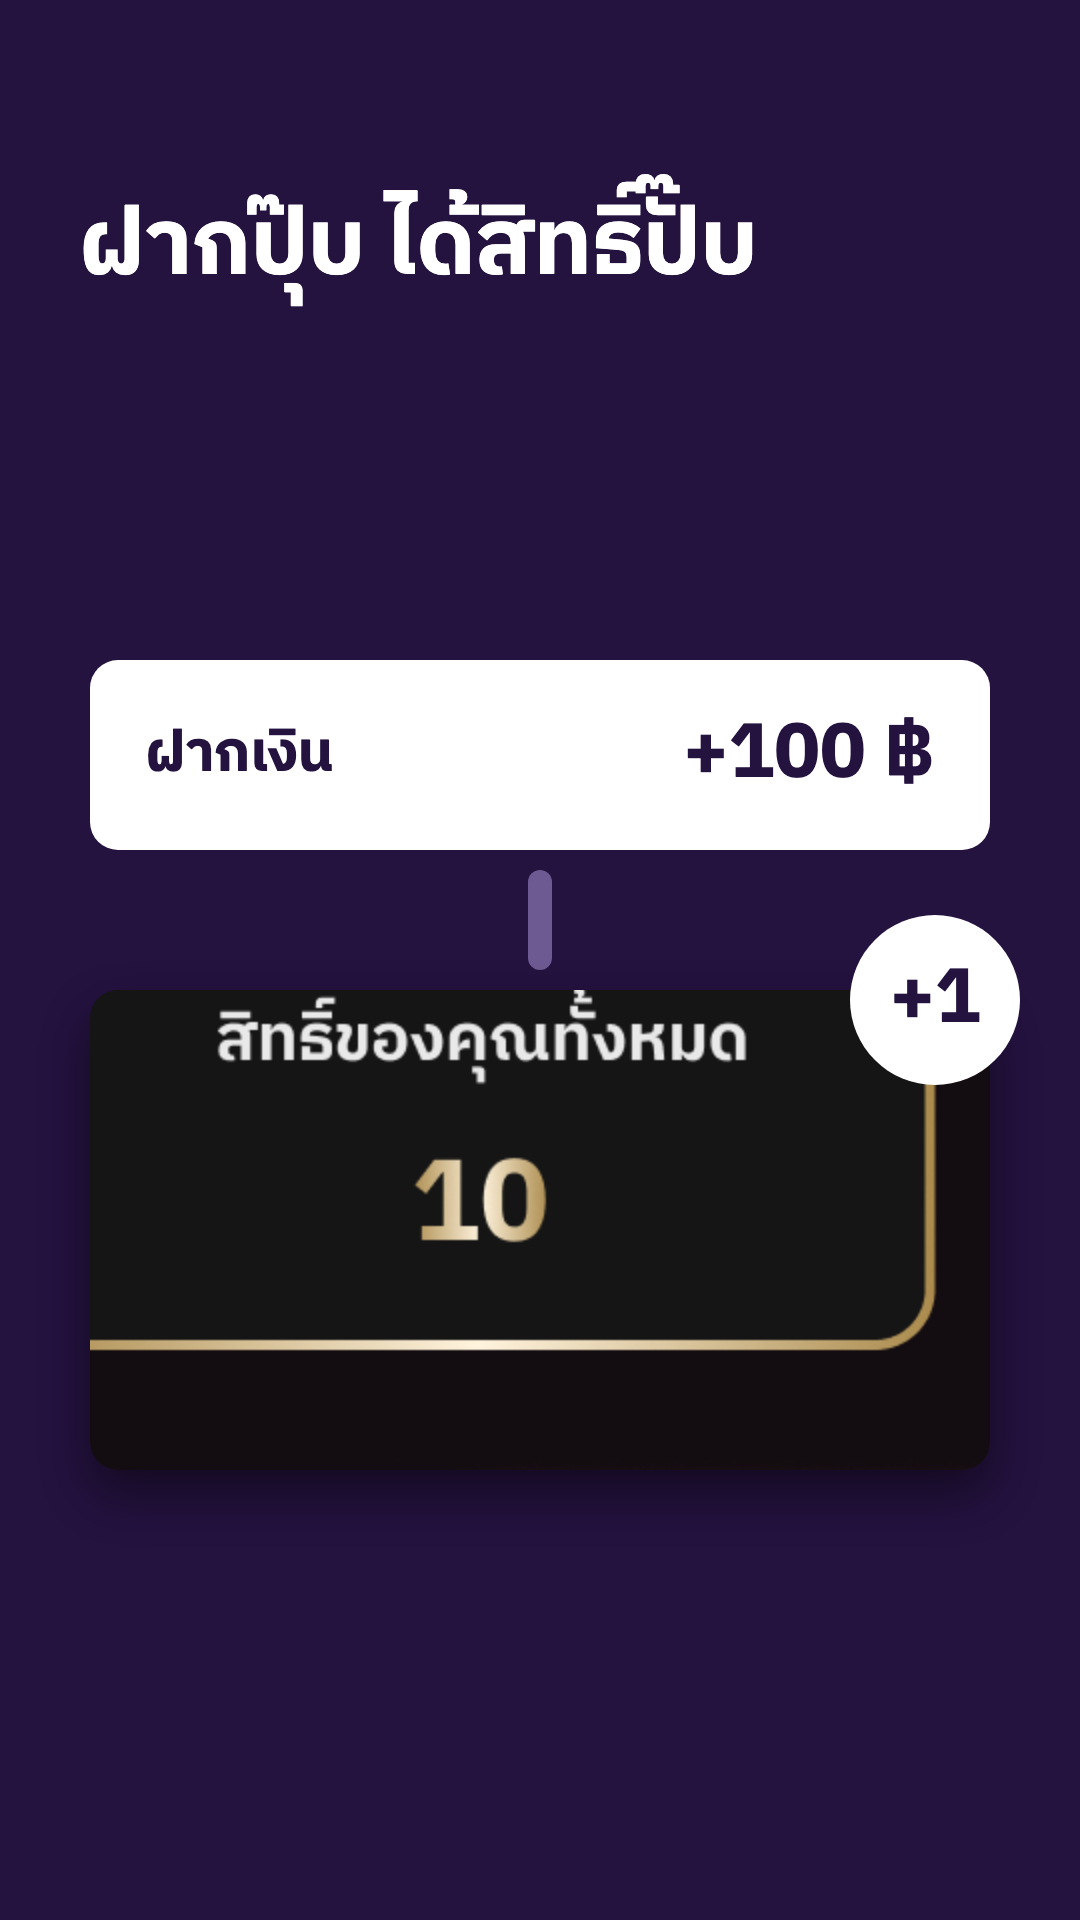 ฝากปุ๊บ ได้สิทธิ์ปั๊บ
ฝากเงิน +100 ฿
+1
สิทธิ์ของคุณทั้งหมด
10